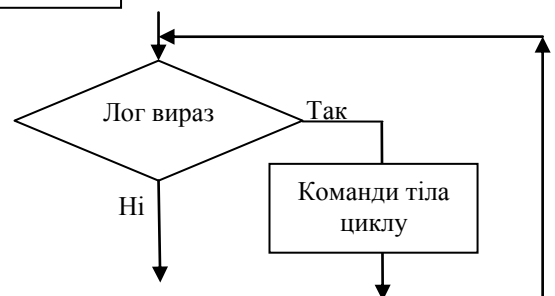 Лог вираз
Так
Команди тіла
циклу
Ні